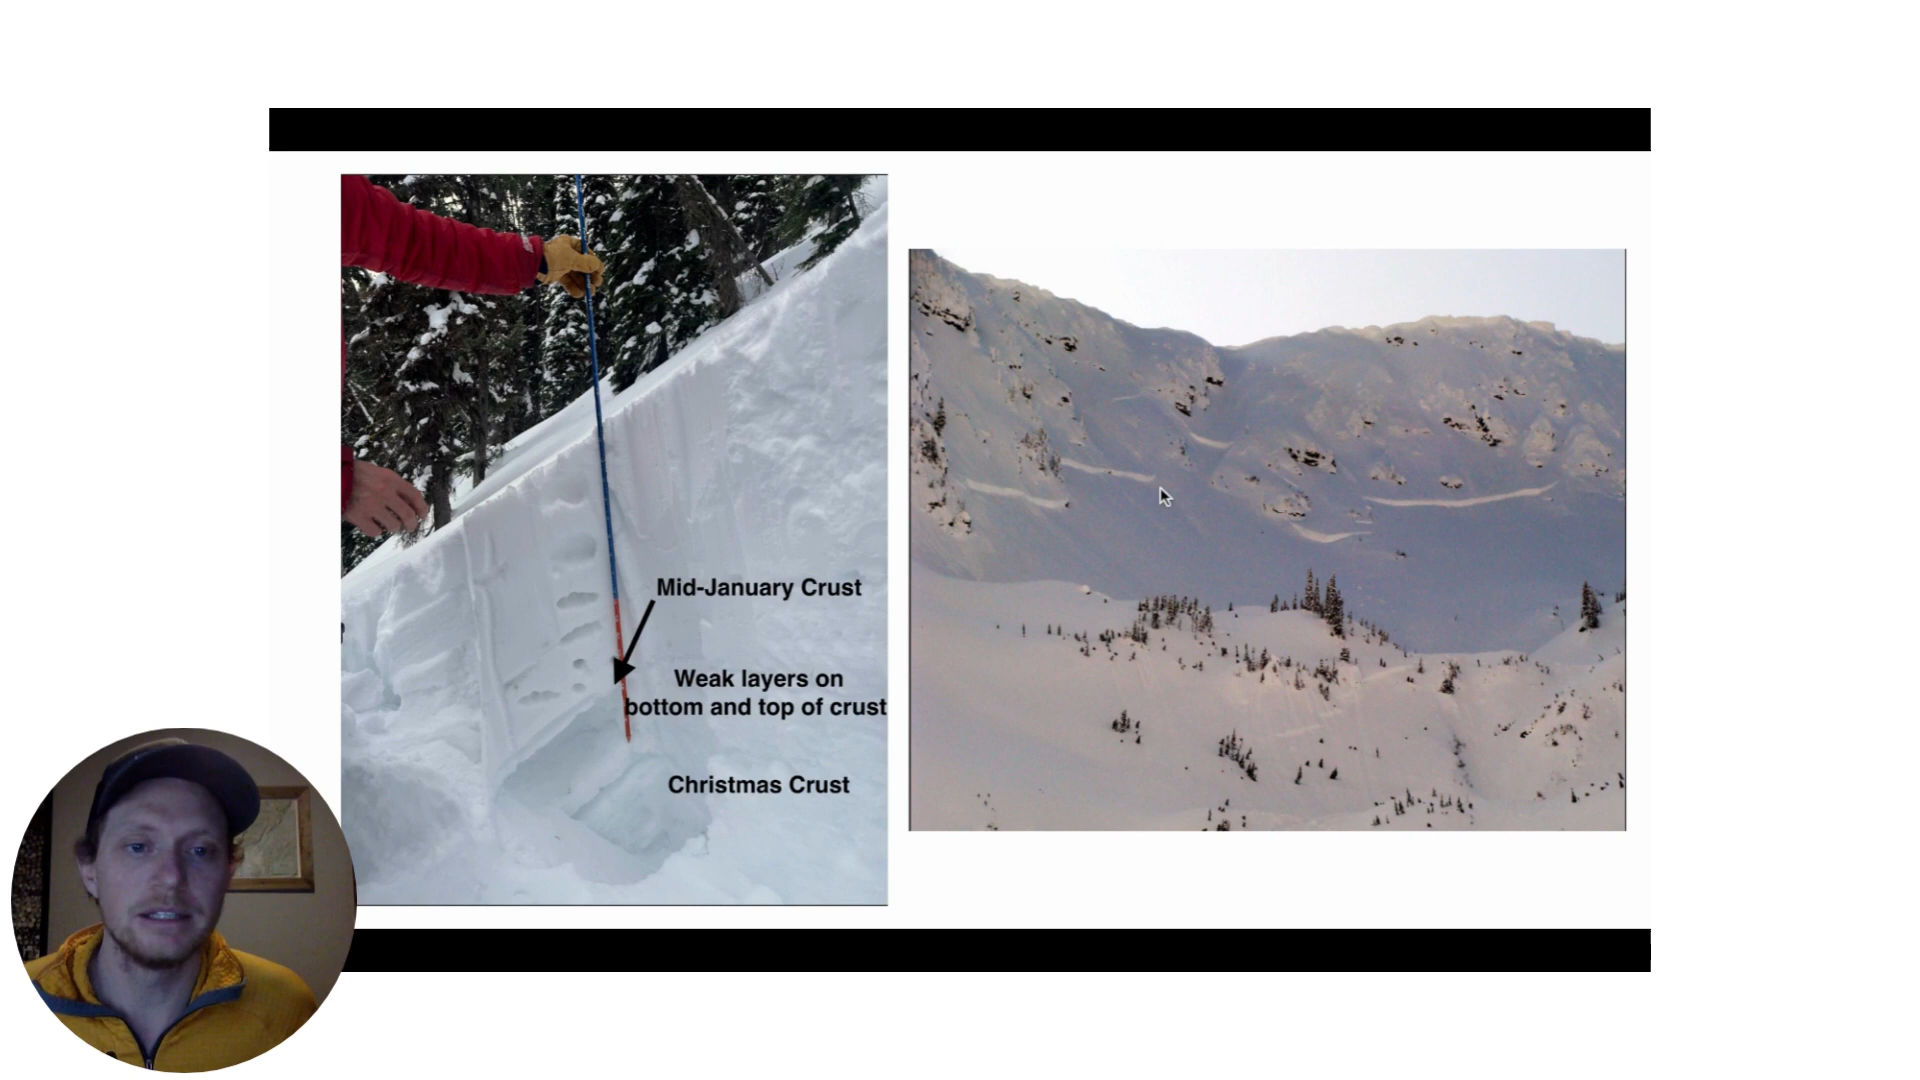 Mid-January Crust
Weak layers on
bottom and top of crust
Christmas Crust